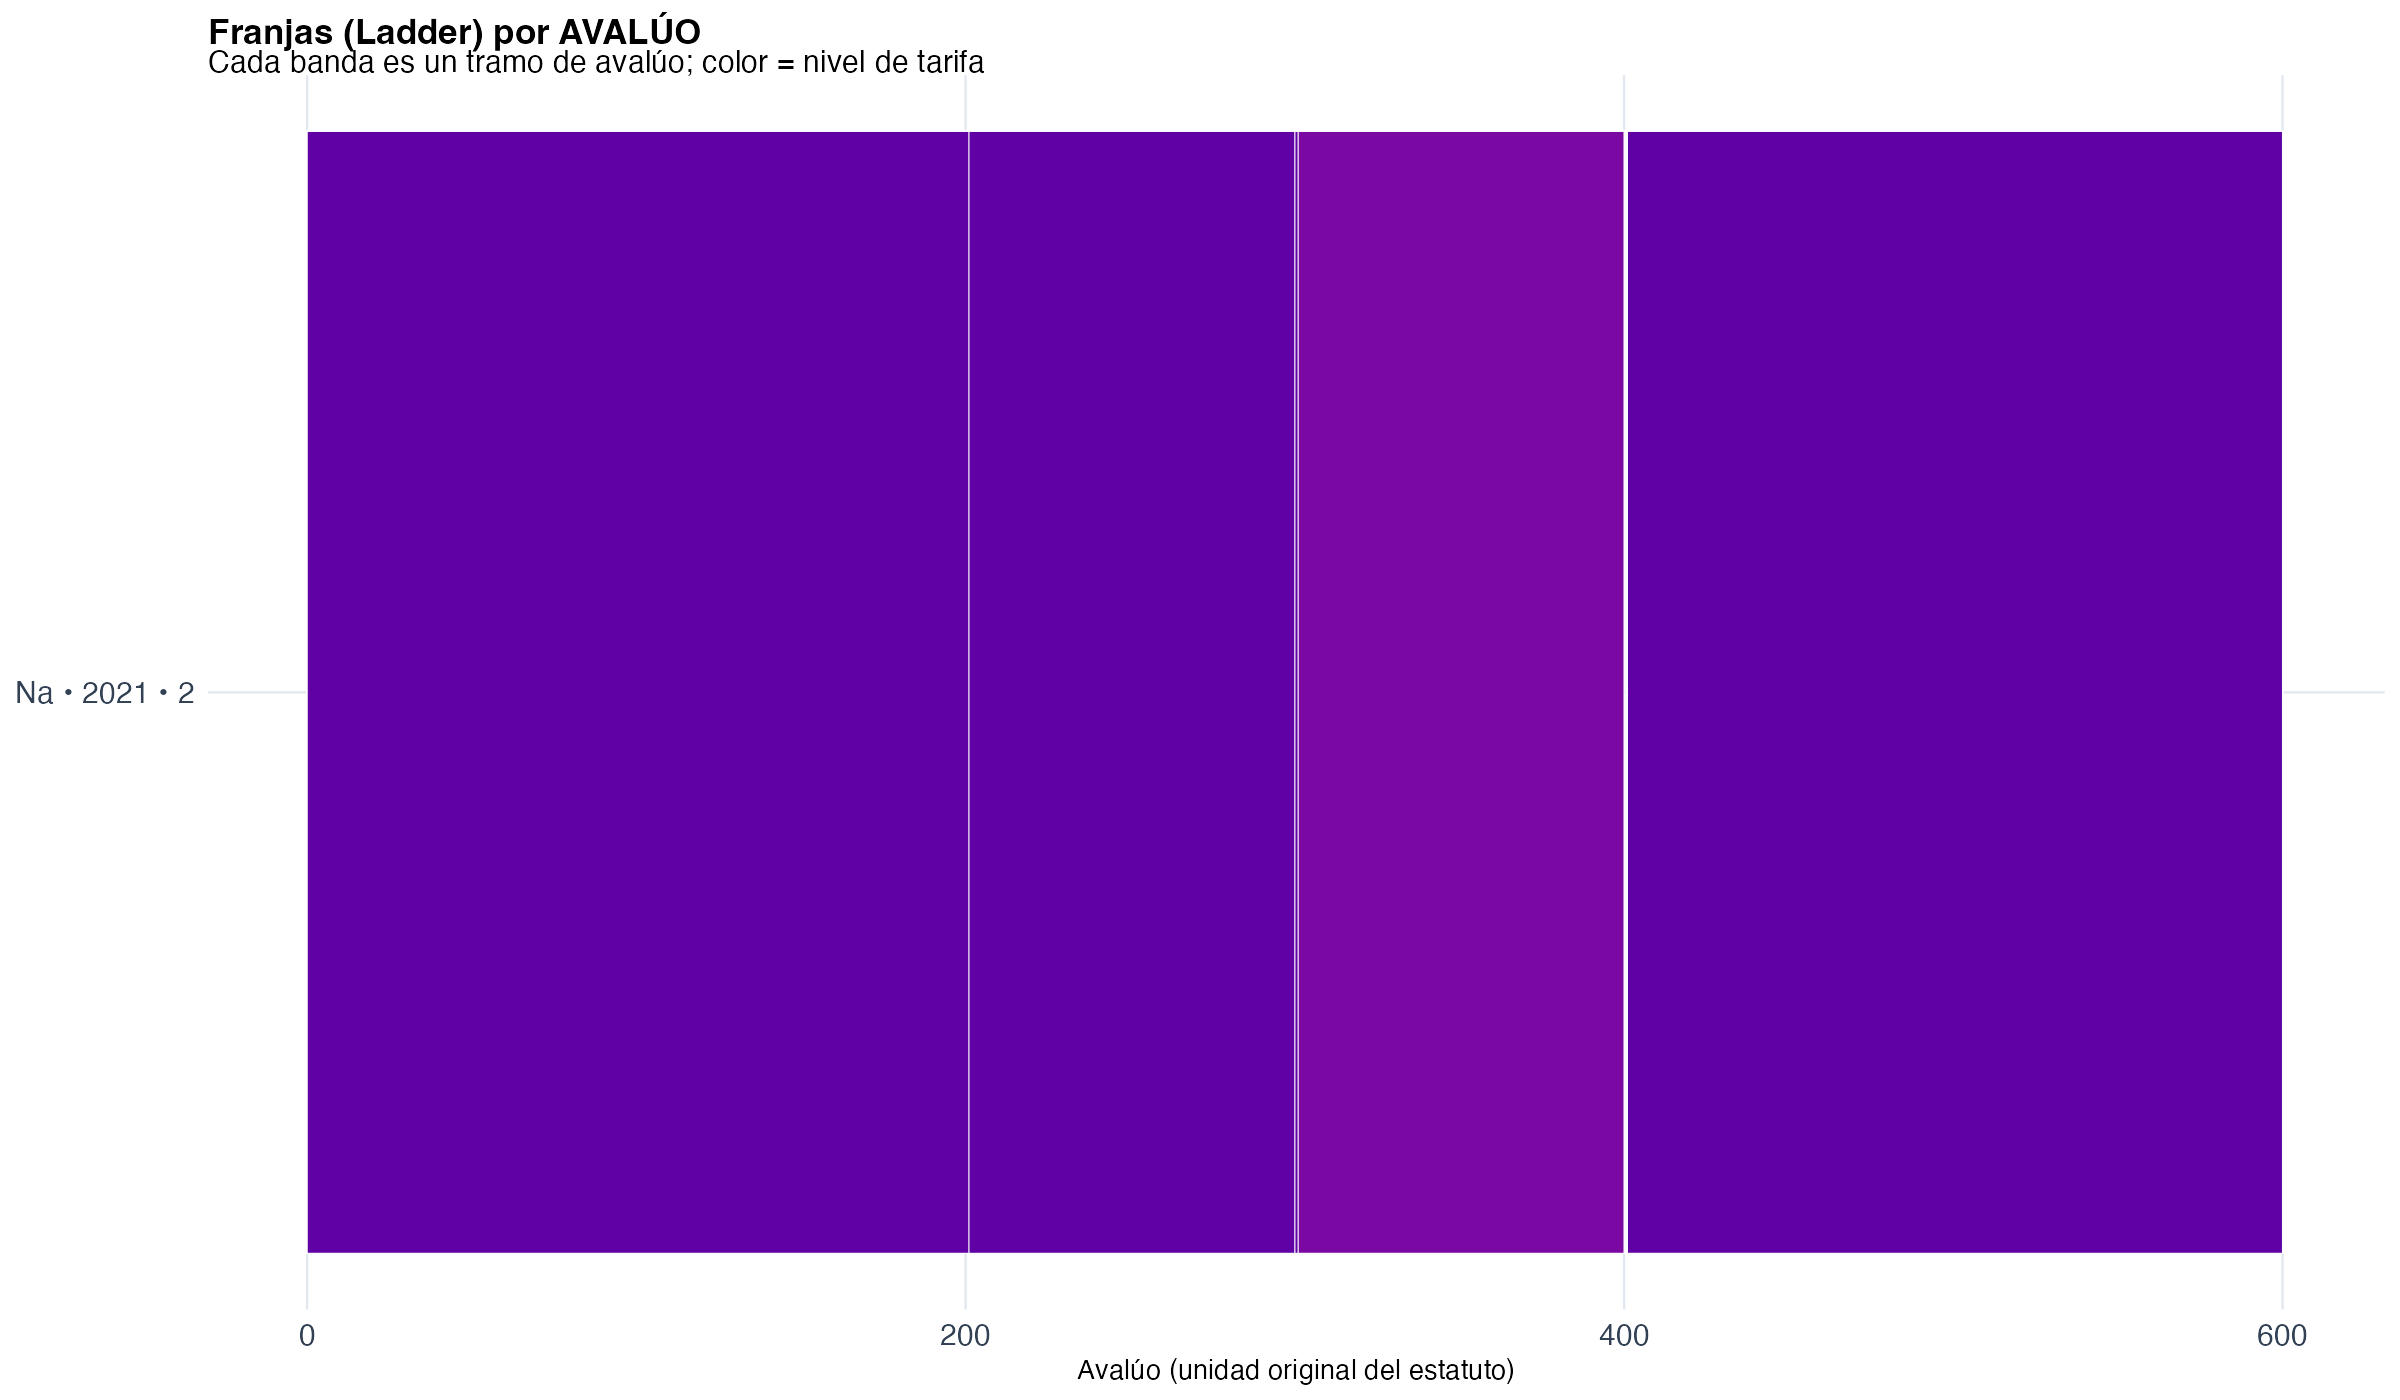 Franjas (Ladder) por AVALÚO
Cada banda es un tramo de avalúo; color = nivel de tarifa
Na • 2021 • 2
0 200 400 600
Avalúo (unidad original del estatuto)